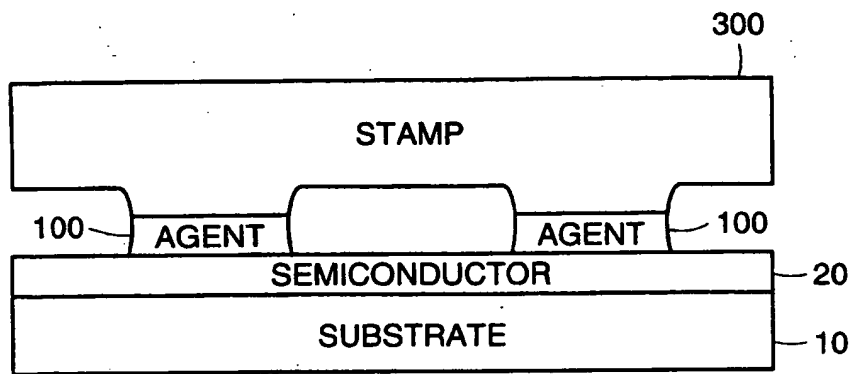 300
STAMP
100 AGENT AGENT 100
SEMICONDUCTOR 20
SUBSTRATE 10